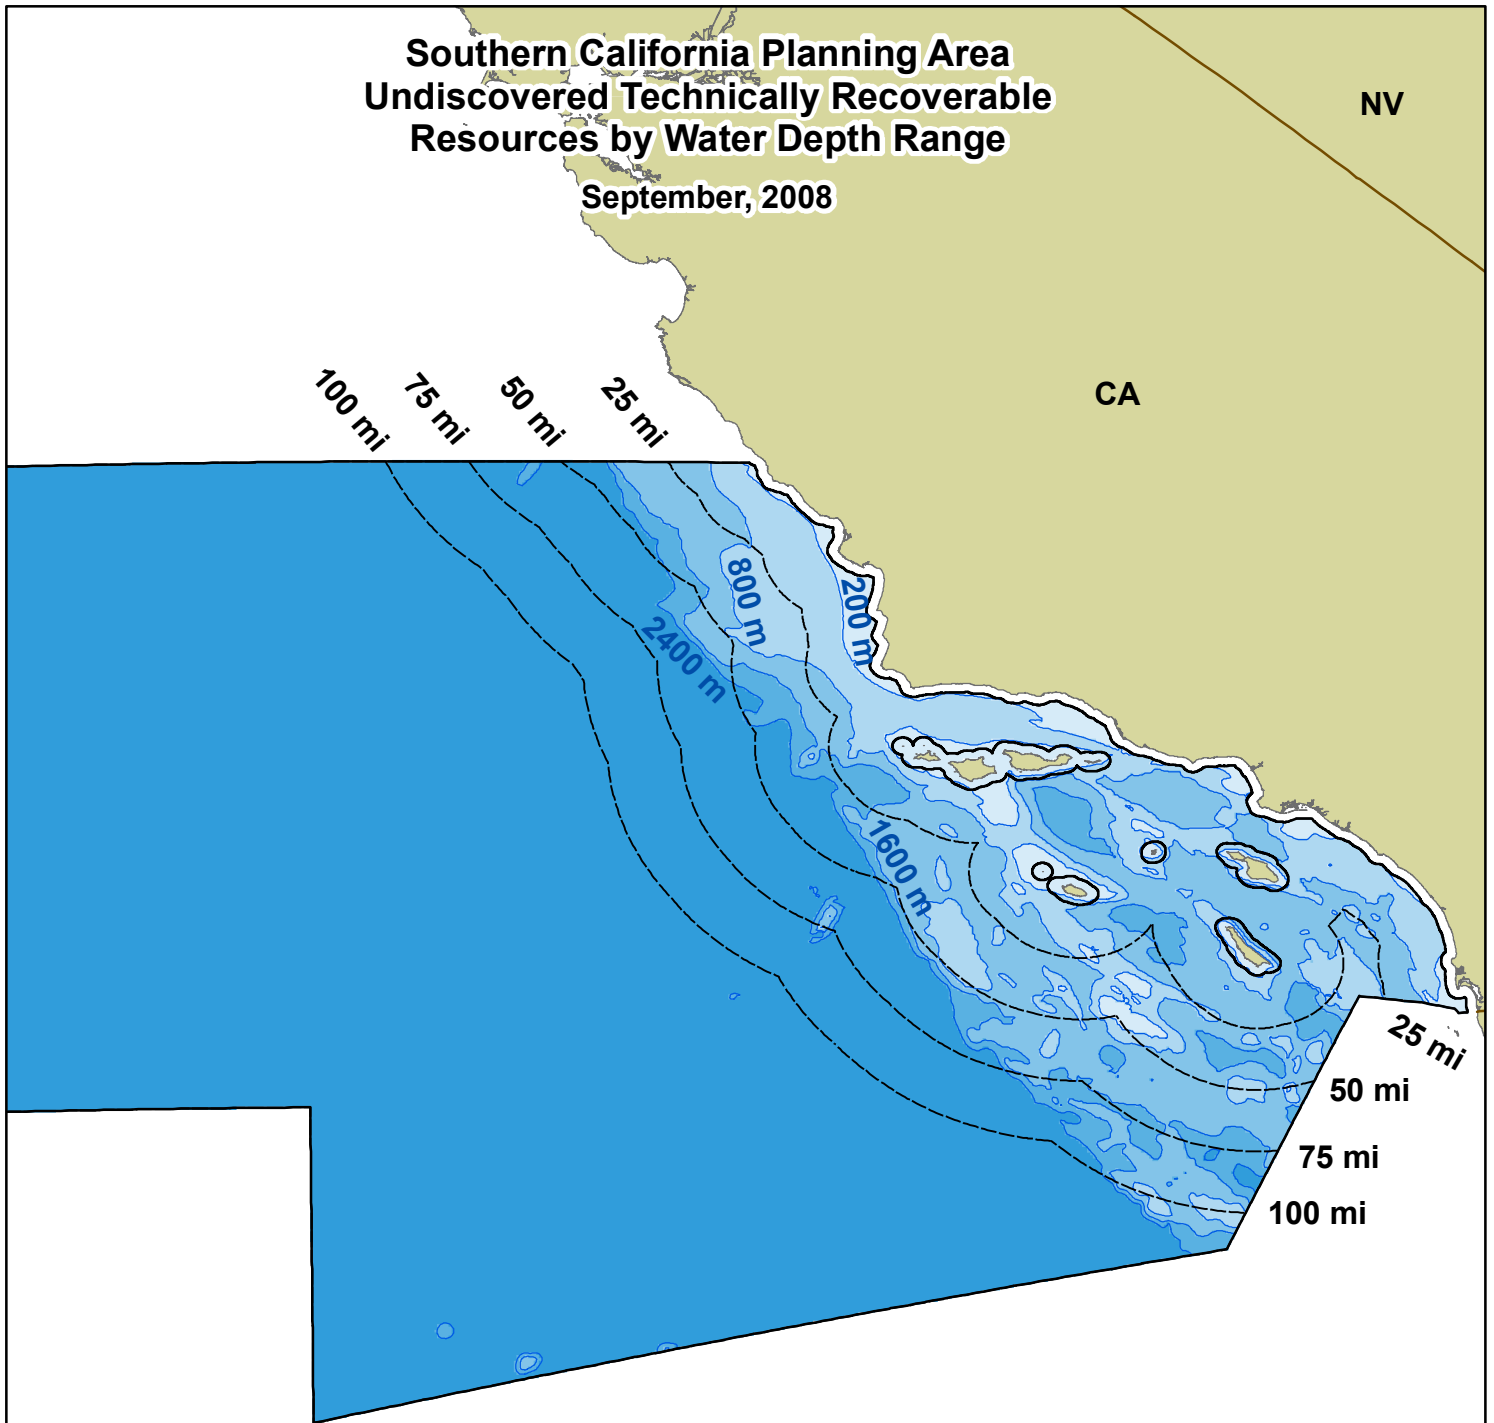 Southern California Planning Area
Undiscovered Technically Recoverable
Resources by Water Depth Range
September, 2008
NV
CA
100 mi
75 mi
50 mi
25 mi
800 m
200 m
2400 m
1600 m
25 mi
50 mi
75 mi
100 mi